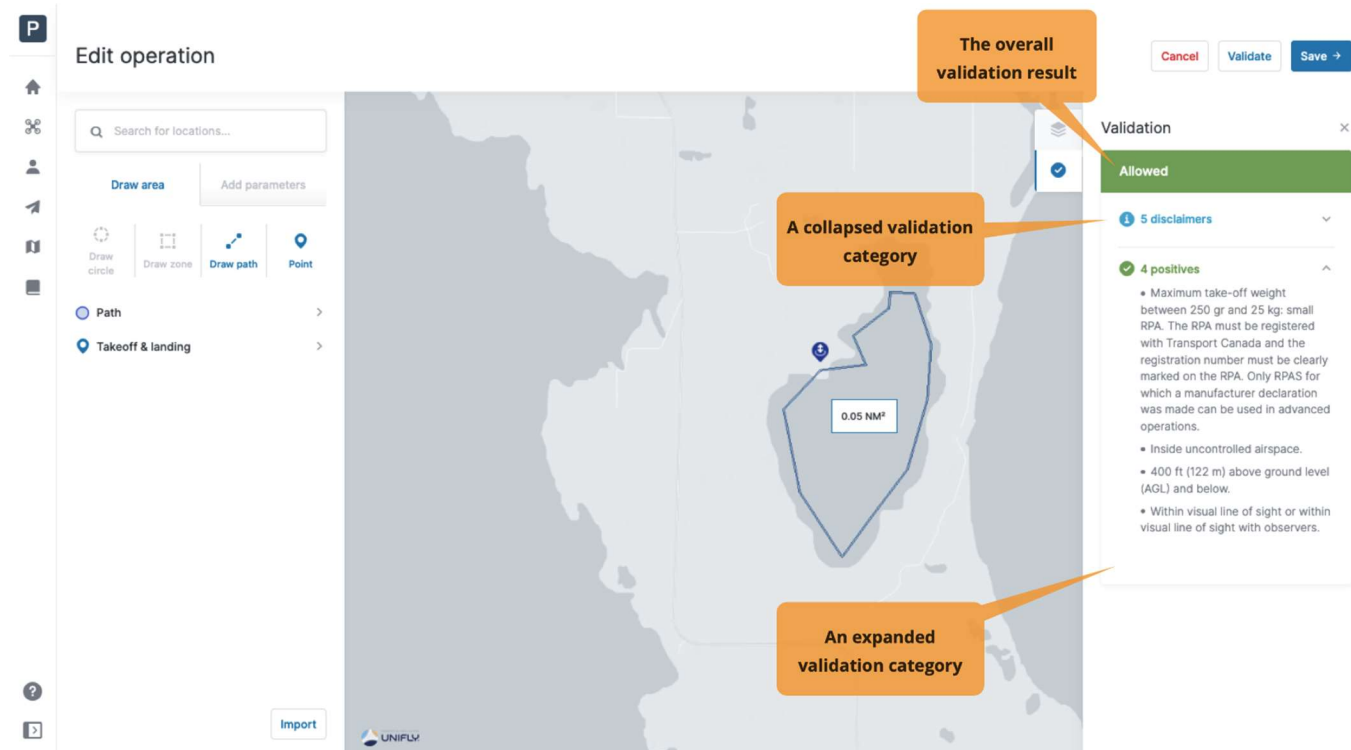 P
Edit operation
The overall
validation result
Cancel
Validate
Save →
Search for locations...
Draw area
Add parameters
Draw
circle
Draw zone
Draw path
Point
Path
Takeoff & landing
Import
0.05 NM²
UNIFLY
A collapsed validation
category
An expanded
validation category
Validation
Allowed
5 disclaimers
4 positives
• Maximum take-off weight
between 250 gr and 25 kg: small
RPA. The RPA must be registered
with Transport Canada and the
registration number must be clearly
marked on the RPA. Only RPAS for
which a manufacturer declaration
was made can be used in advanced
operations.
• Inside uncontrolled airspace.
• 400 ft (122 m) above ground level
(AGL) and below.
• Within visual line of sight or within
visual line of sight with observers.